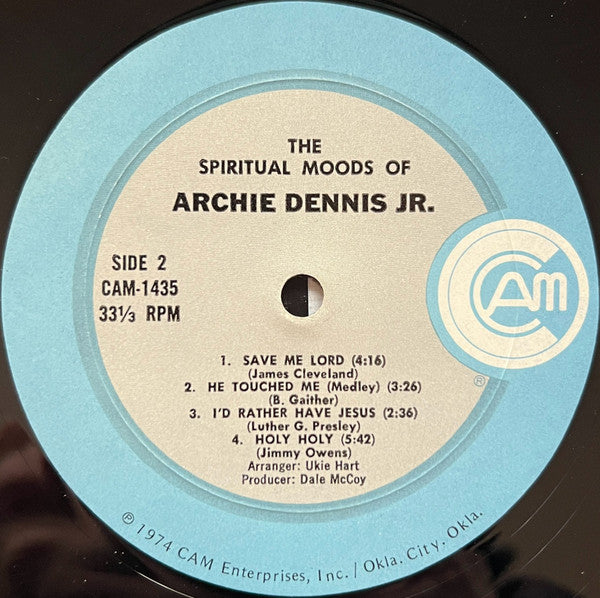 THE
SPIRITUAL MOODS OF
ARCHIE DENNIS JR.
SIDE 2
CAM-1435
33⅓ RPM
CAM
®
1. SAVE ME LORD (4:16)
(James Cleveland)
2. HE TOUCHED ME (Medley) (3:26)
(B. Gaither)
3. I'D RATHER HAVE JESUS (2:36)
(Luther G. Presley)
4. HOLY HOLY (5:42)
(Jimmy Owens)
Arranger: Ukie Hart
Producer: Dale McCoy
℗ 1974 CAM Enterprises, Inc. / Okla. City, Okla.